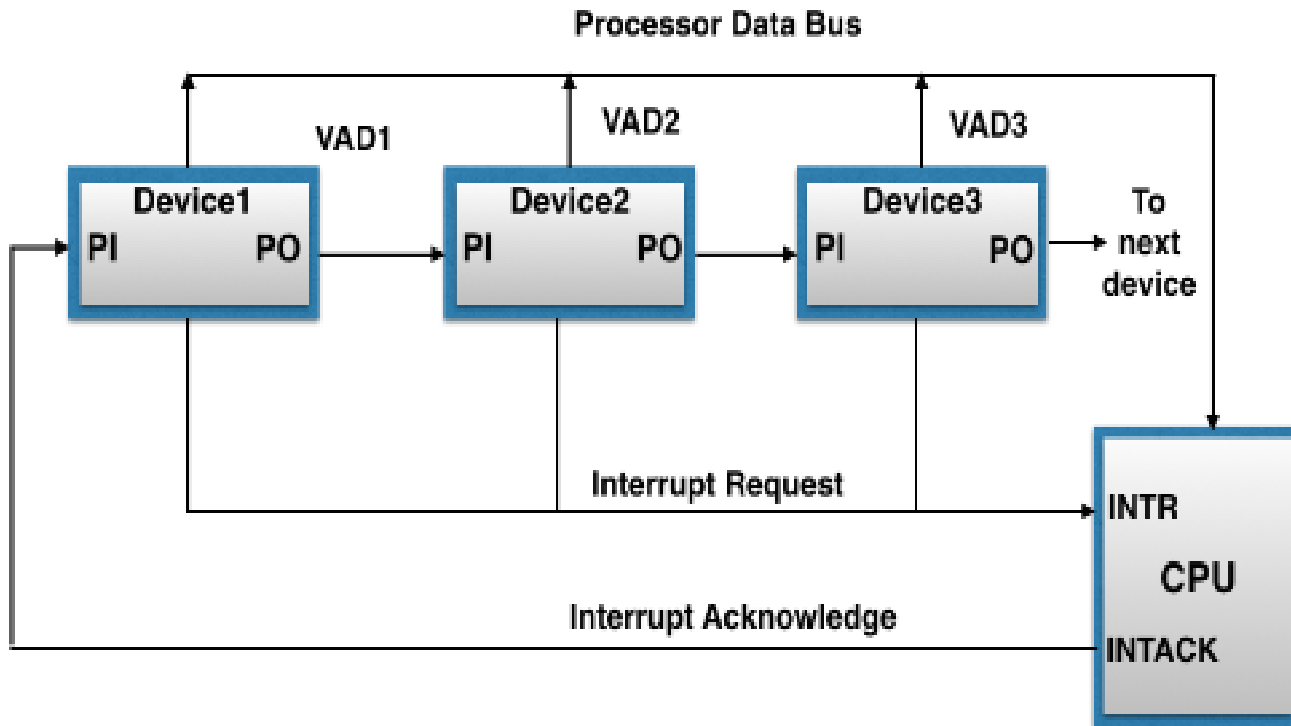 Processor Data Bus
VAD1
VAD2
VAD3
Device1
PI
PO
Device2
PI
PO
Device3
PI
PO
To
next
device
Interrupt Request
INTR
CPU
Interrupt Acknowledge
INTACK